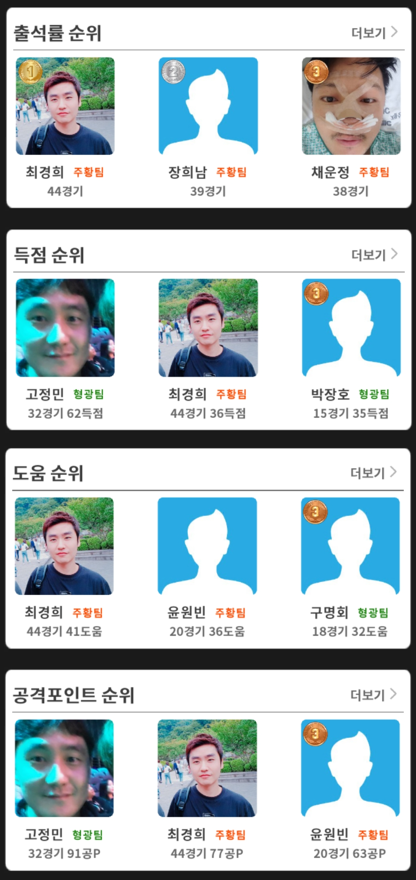 출석률 순위 더보기
1 2 3
최경희 주황팀 장희남 주황팀 채운정 주황팀
44경기 39경기 38경기
득점 순위 더보기
3
고정민 형광팀 최경희 주황팀 박장호 형광팀
32경기 62득점 44경기 36득점 15경기 35득점
도움 순위 더보기
3
최경희 주황팀 윤원빈 주황팀 구명회 형광팀
44경기 41도움 20경기 36도움 18경기 32도움
공격포인트 순위 더보기
3
고정민 형광팀 최경희 주황팀 윤원빈 주황팀
32경기 91공P 44경기 77공P 20경기 63공P